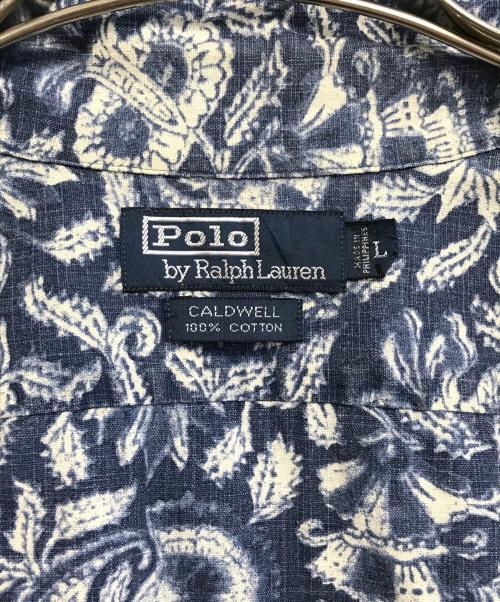 Polo
by Ralph Lauren
MADE IN
PHILIPPINES
L
CALDWELL
100% COTTON